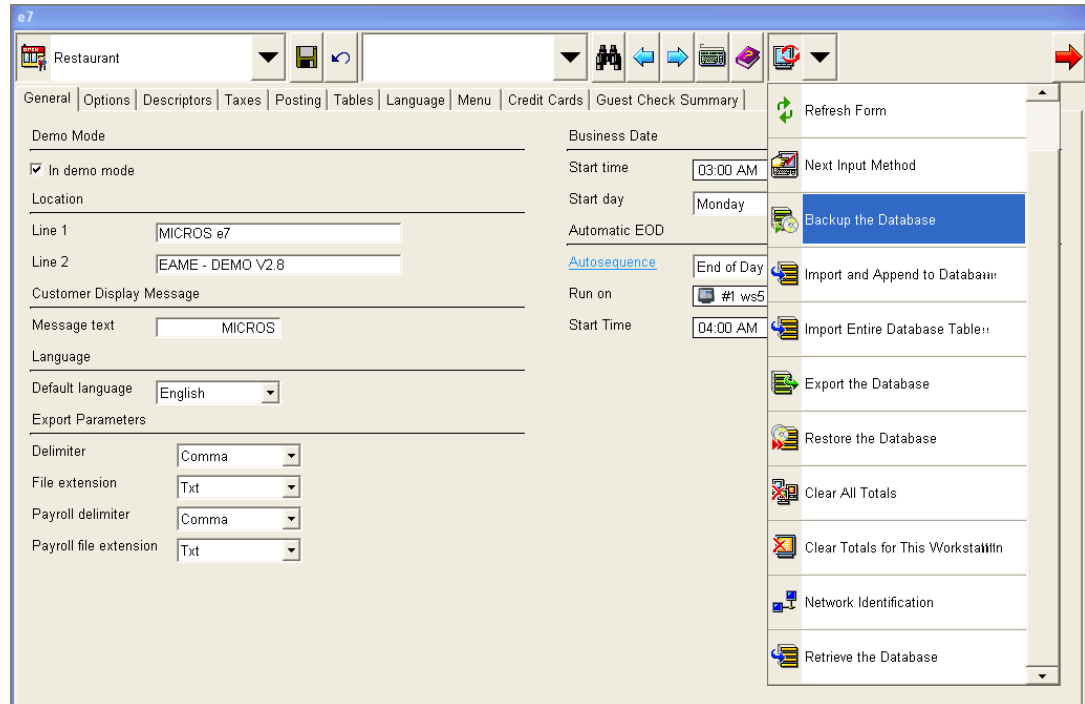 e7
Restaurant
General Options Descriptors Taxes Posting Tables Language Menu Credit Cards Guest Check Summary
Demo Mode
In demo mode
Location
Line 1 MICROS e7
Line 2 EAME - DEMO V2.8
Customer Display Message
Message text MICROS
Language
Default language English
Export Parameters
Delimiter Comma
File extension Txt
Payroll delimiter Comma
Payroll file extension Txt
Business Date
Start time 03:00 AM
Start day Monday
Automatic EOD
Autosequence End of Day
Run on #1 ws5
Start Time 04:00 AM
Refresh Form
Next Input Method
Backup the Database
Import and Append to
Import Entire Database
Export the Database
Restore the Database
Clear All Totals
Clear Totals for This
Network Identification
Retrieve the Database